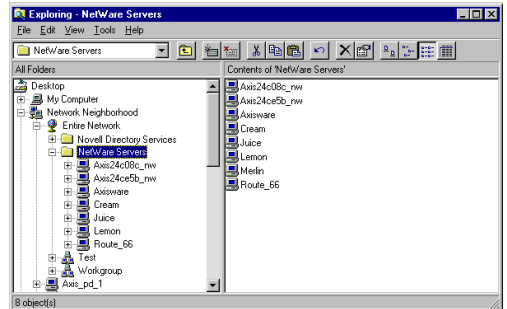 Exploring - NetWare Servers
File Edit View Tools Help
NetWare Servers
All Folders
Contents of 'NetWare Servers'
Desktop
My Computer
Network Neighborhood
Entire Network
Novell Directory Services
NetWare Servers
Axis24c08c_nw
Axis24ce5b_nw
Axisware
Cream
Juice
Lemon
Route_66
Test
Workgroup
Axis_pd_1
Axis24c08c_nw
Axis24ce5b_nw
Axisware
Cream
Juice
Lemon
Merlin
Route_66
8 object(s)